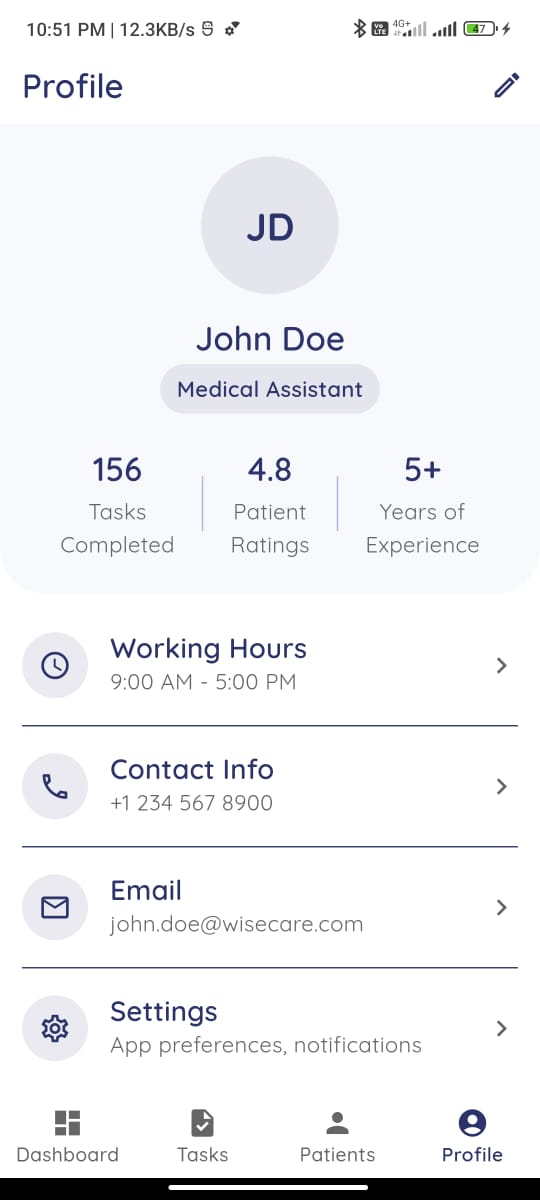 10:51 PM | 12.3KB/s
Vo LTE 4G+ 47
Profile
JD
John Doe
Medical Assistant
156 4.8 5+
Tasks Patient Years of
Completed Ratings Experience
Working Hours
9:00 AM - 5:00 PM
Contact Info
+1 234 567 8900
Email
john.doe@wisecare.com
Settings
App preferences, notifications
Dashboard Tasks Patients Profile